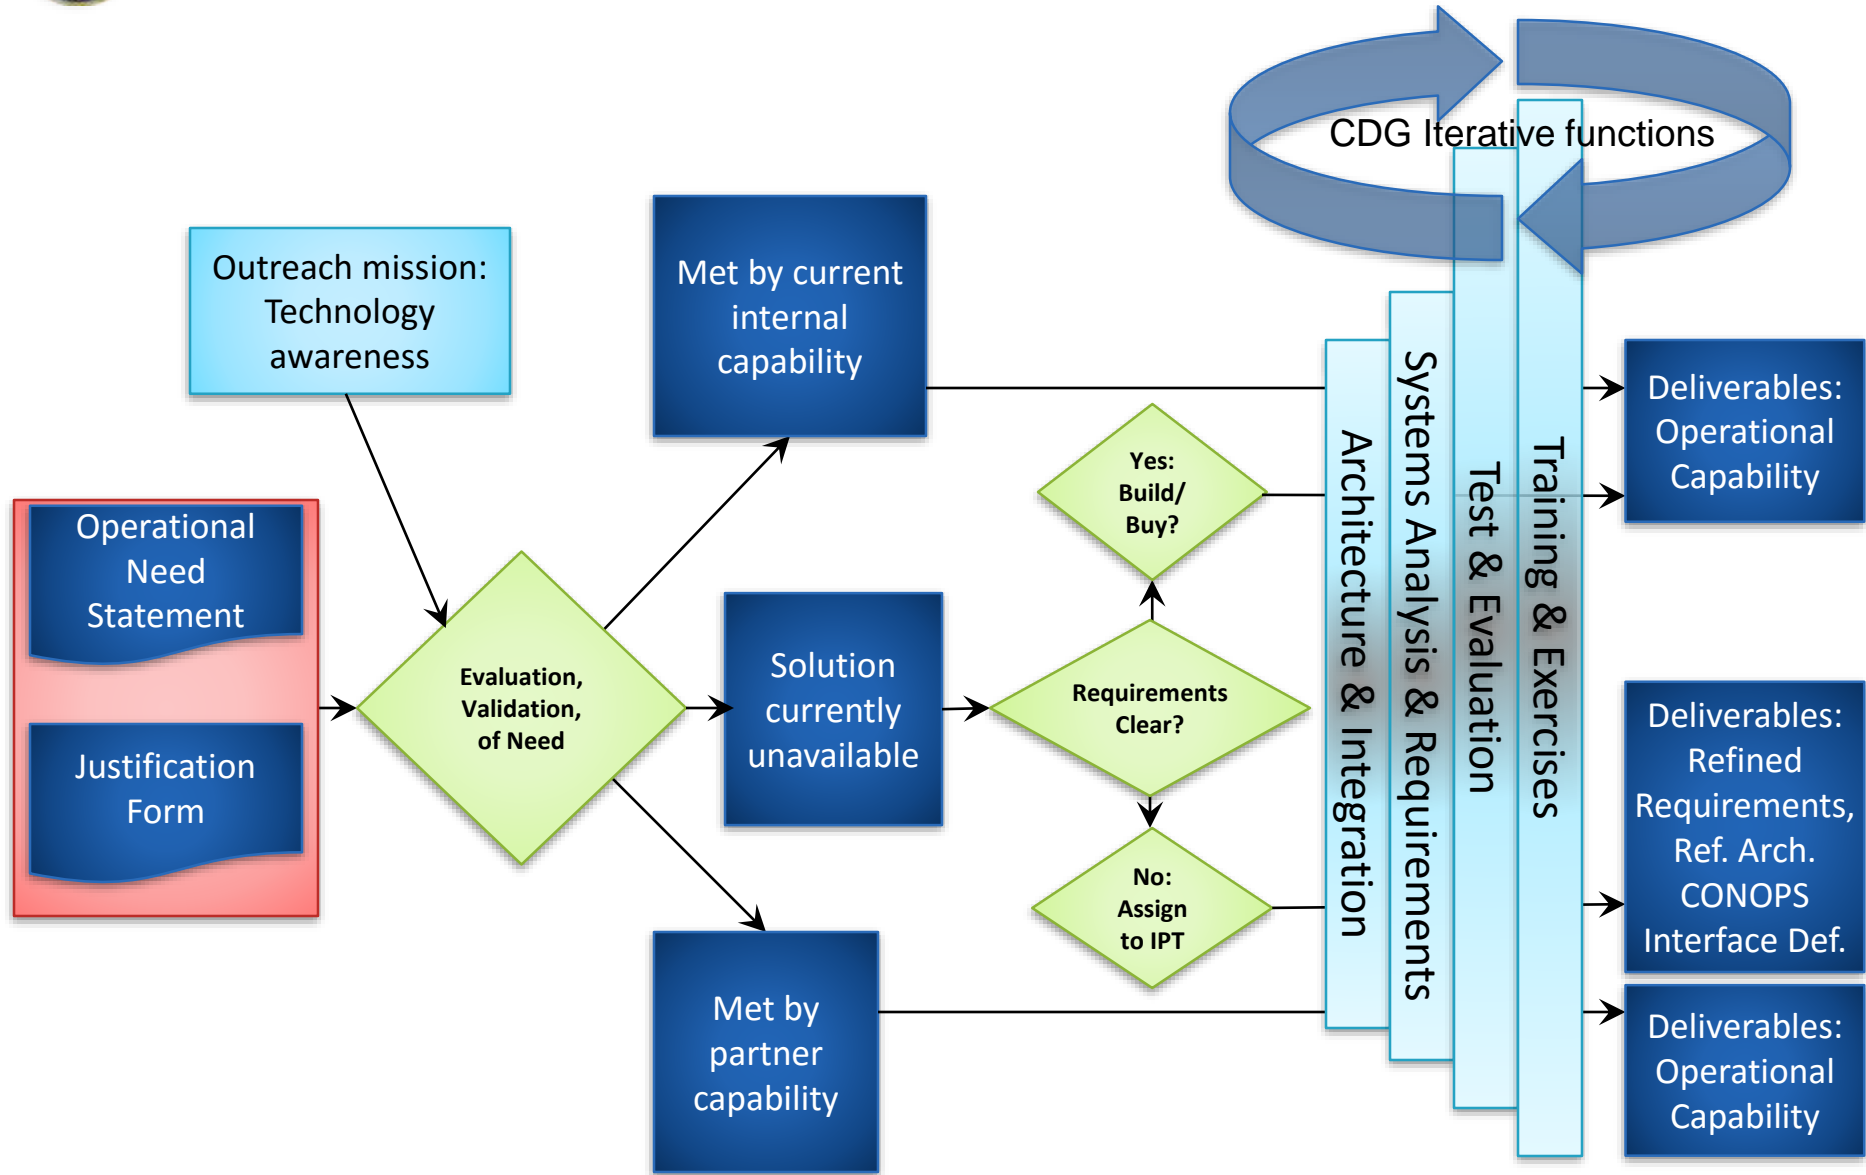 CDG Iterative functions
Outreach mission:
Technology
awareness
Met by current
internal
capability
Operational
Need
Statement
Justification
Form
Evaluation,
Validation,
of Need
Solution
currently
unavailable
Met by
partner
capability
Requirements
Clear?
Yes:
Build/
Buy?
No:
Assign
to IPT
Architecture & Integration
Systems Analysis & Requirements
Test & Evaluation
Training & Exercises
Deliverables:
Operational
Capability
Deliverables:
Refined
Requirements,
Ref. Arch.
CONOPS
Interface Def.
Deliverables:
Operational
Capability